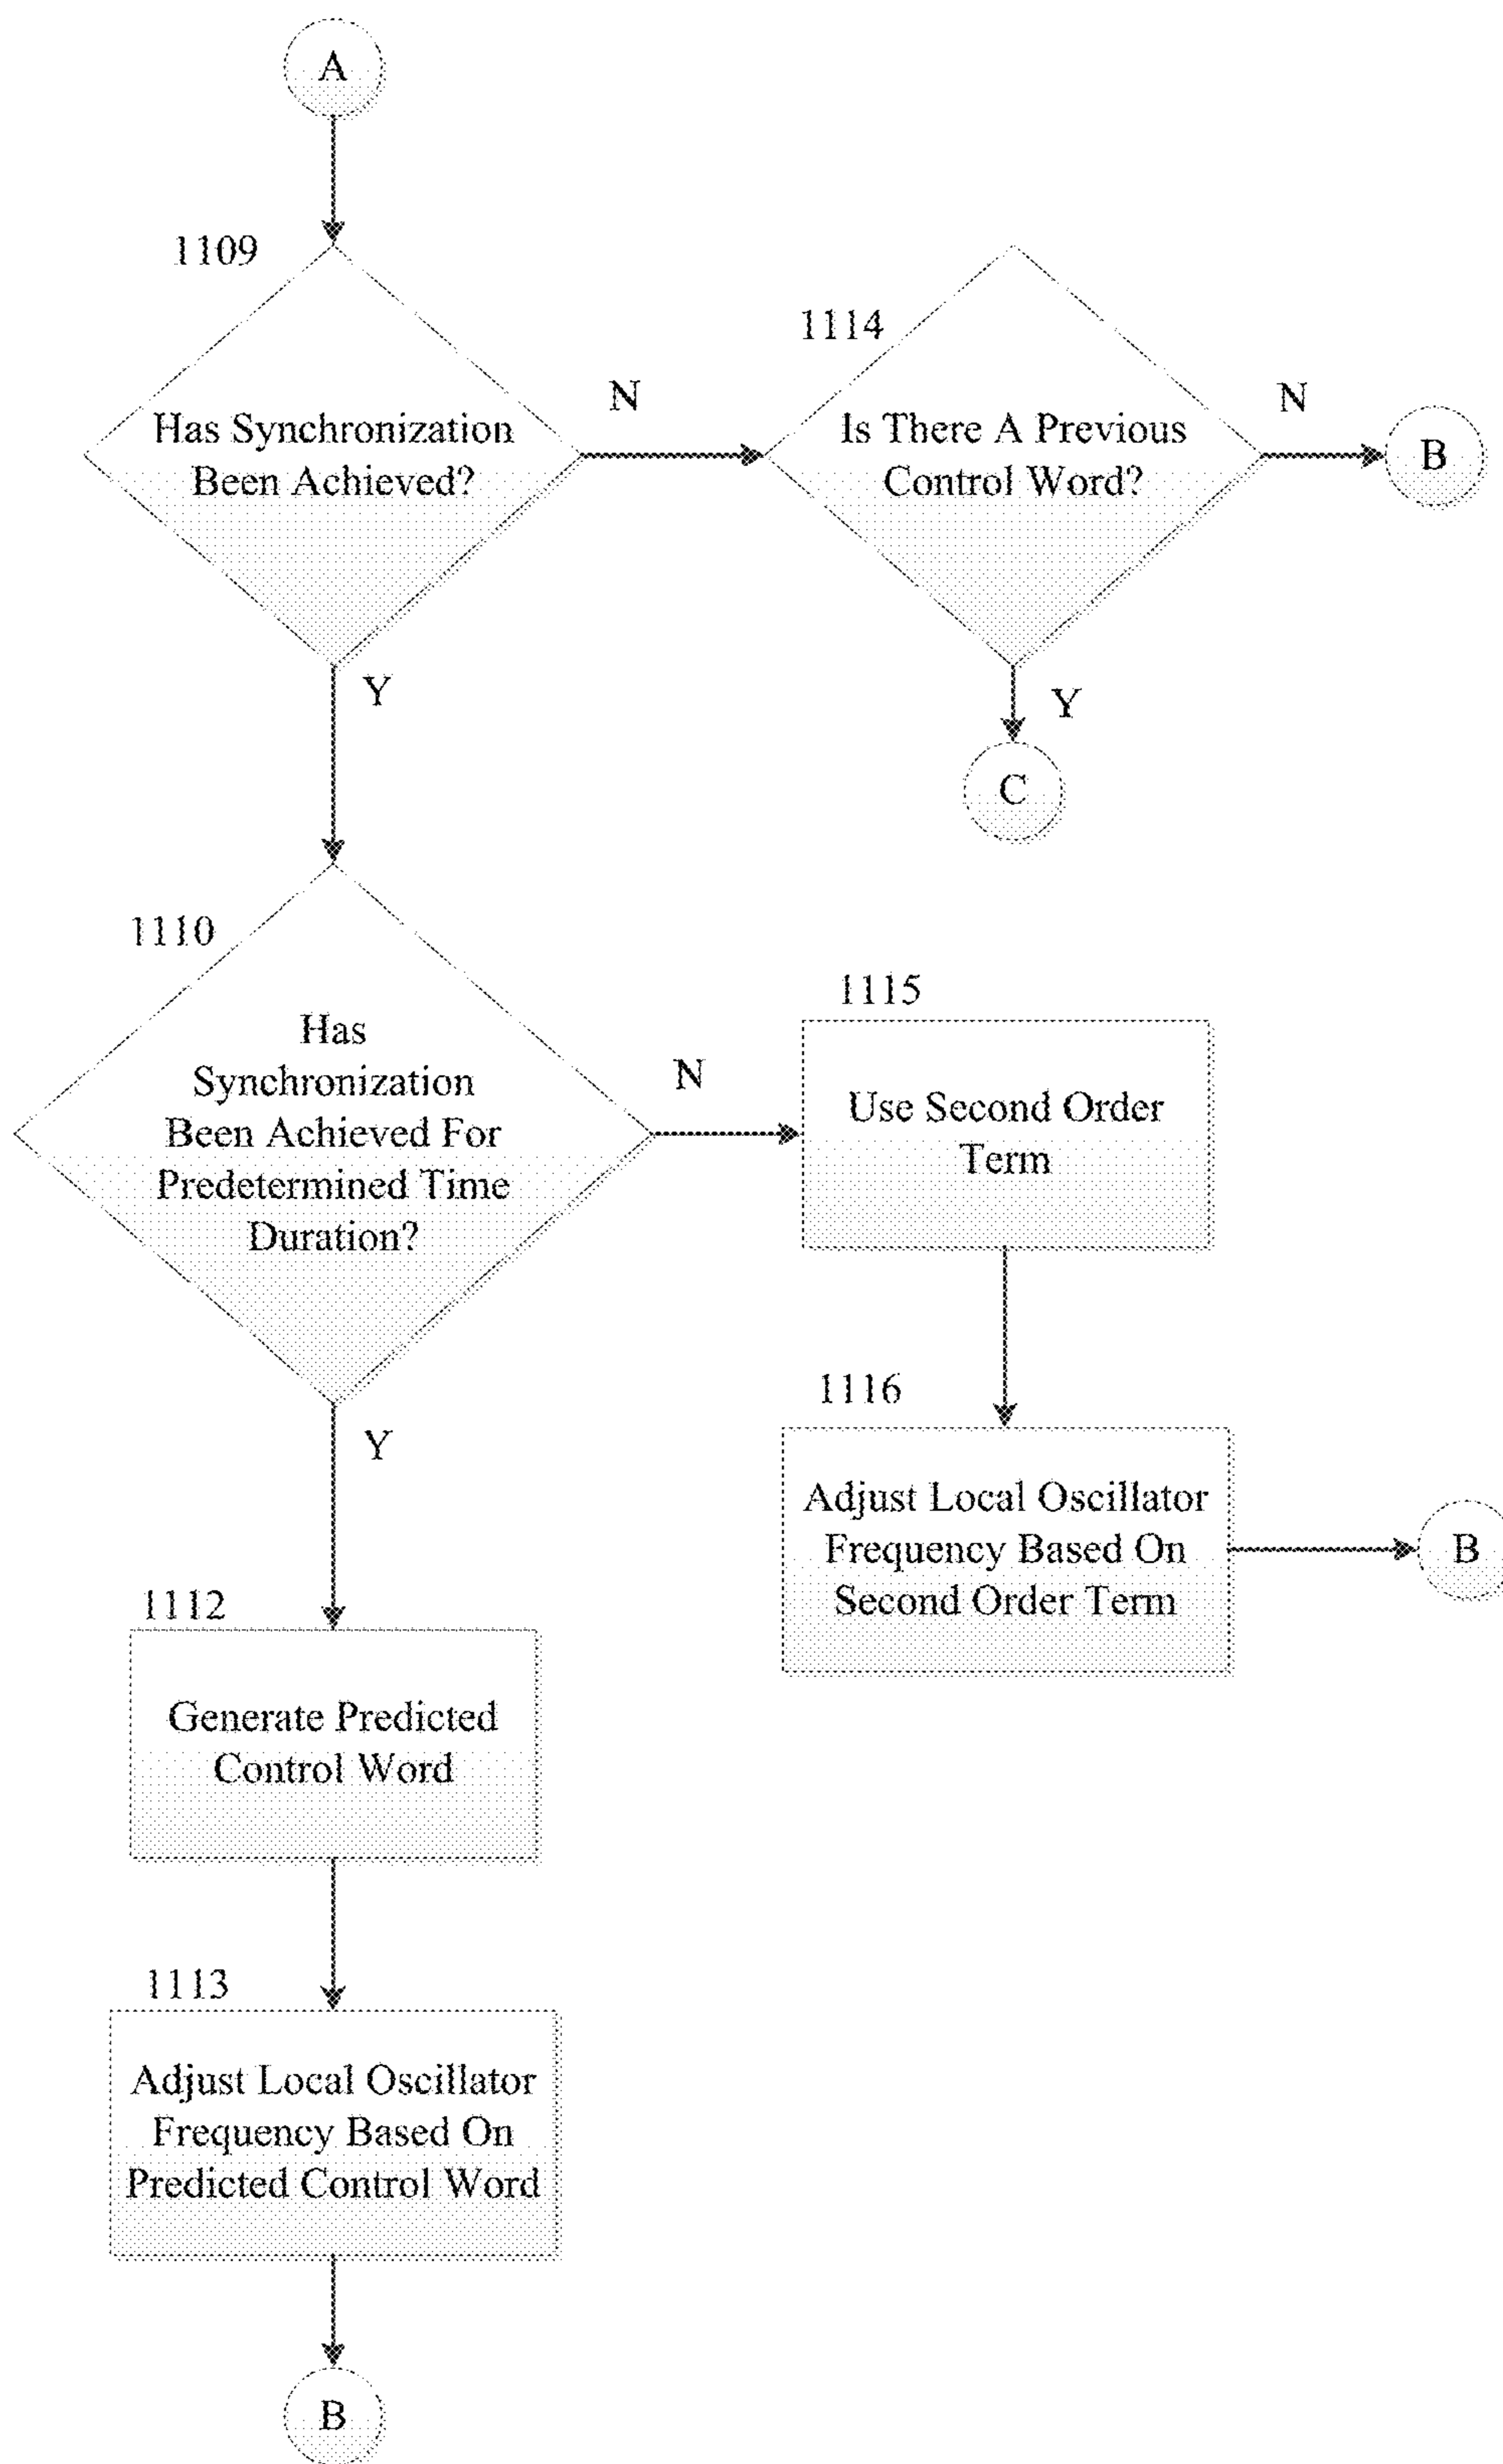 A
1109
Has Synchronization
Been Achieved?
N
1114
Is There A Previous
Control Word?
N
B
Y
C
Y
1110
Has
Synchronization
Been Achieved For
Predetermined Time
Duration?
N
1115
Use Second Order
Term
1116
Adjust Local Oscillator
Frequency Based On
Second Order Term
B
Y
1112
Generate Predicted
Control Word
1113
Adjust Local Oscillator
Frequency Based On
Predicted Control Word
B